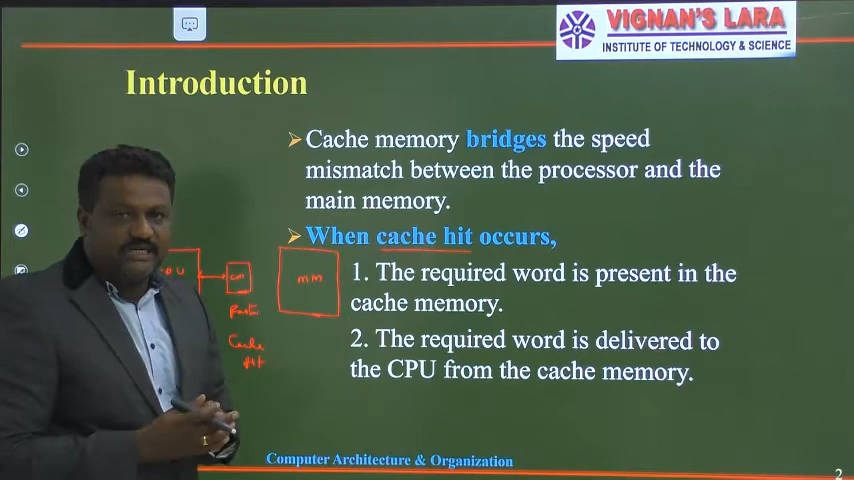 VIGNAN'S LARA
INSTITUTE OF TECHNOLOGY & SCIENCE
Introduction
Cache memory bridges the speed
mismatch between the processor and the
main memory.
When cache hit occurs,
1. The required word is present in the
cache memory.
2. The required word is delivered to
the CPU from the cache memory.
PU
cm
MM
Cache
Hit
Computer Architecture & Organization
2